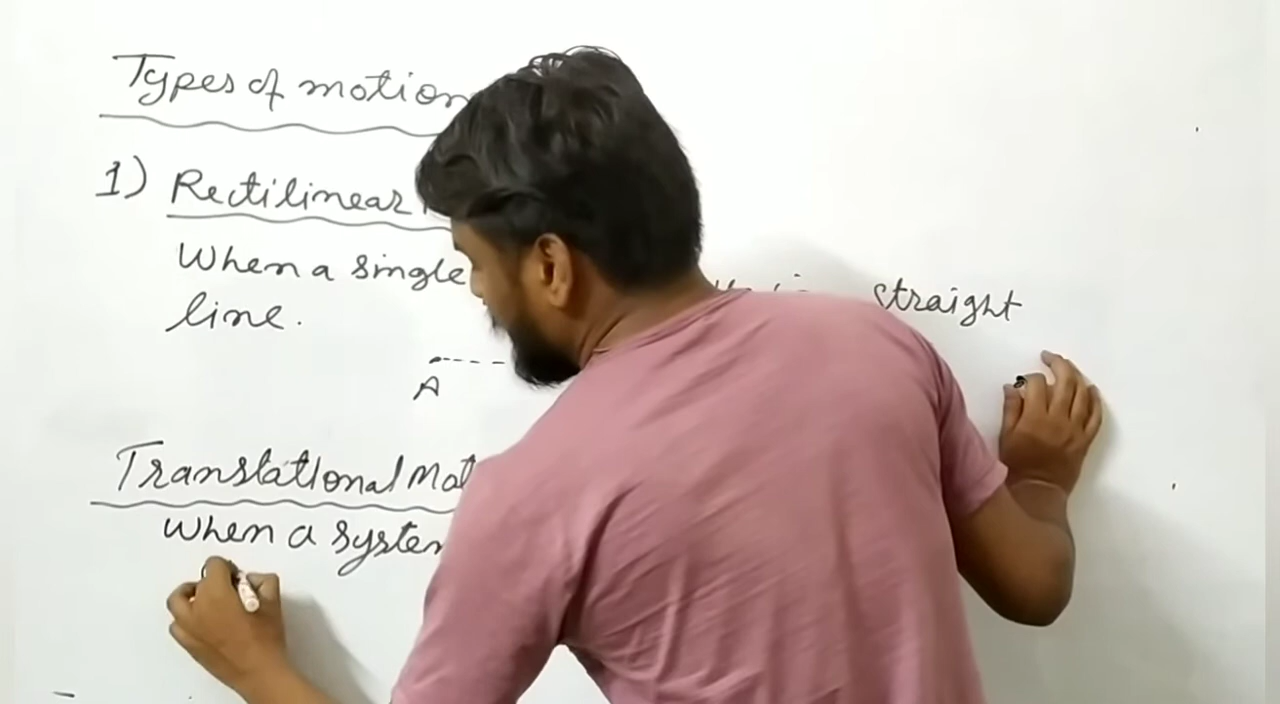 Types of motion
1) Rectilinear
When a single straight
line.
A
Translational Mot
When a system